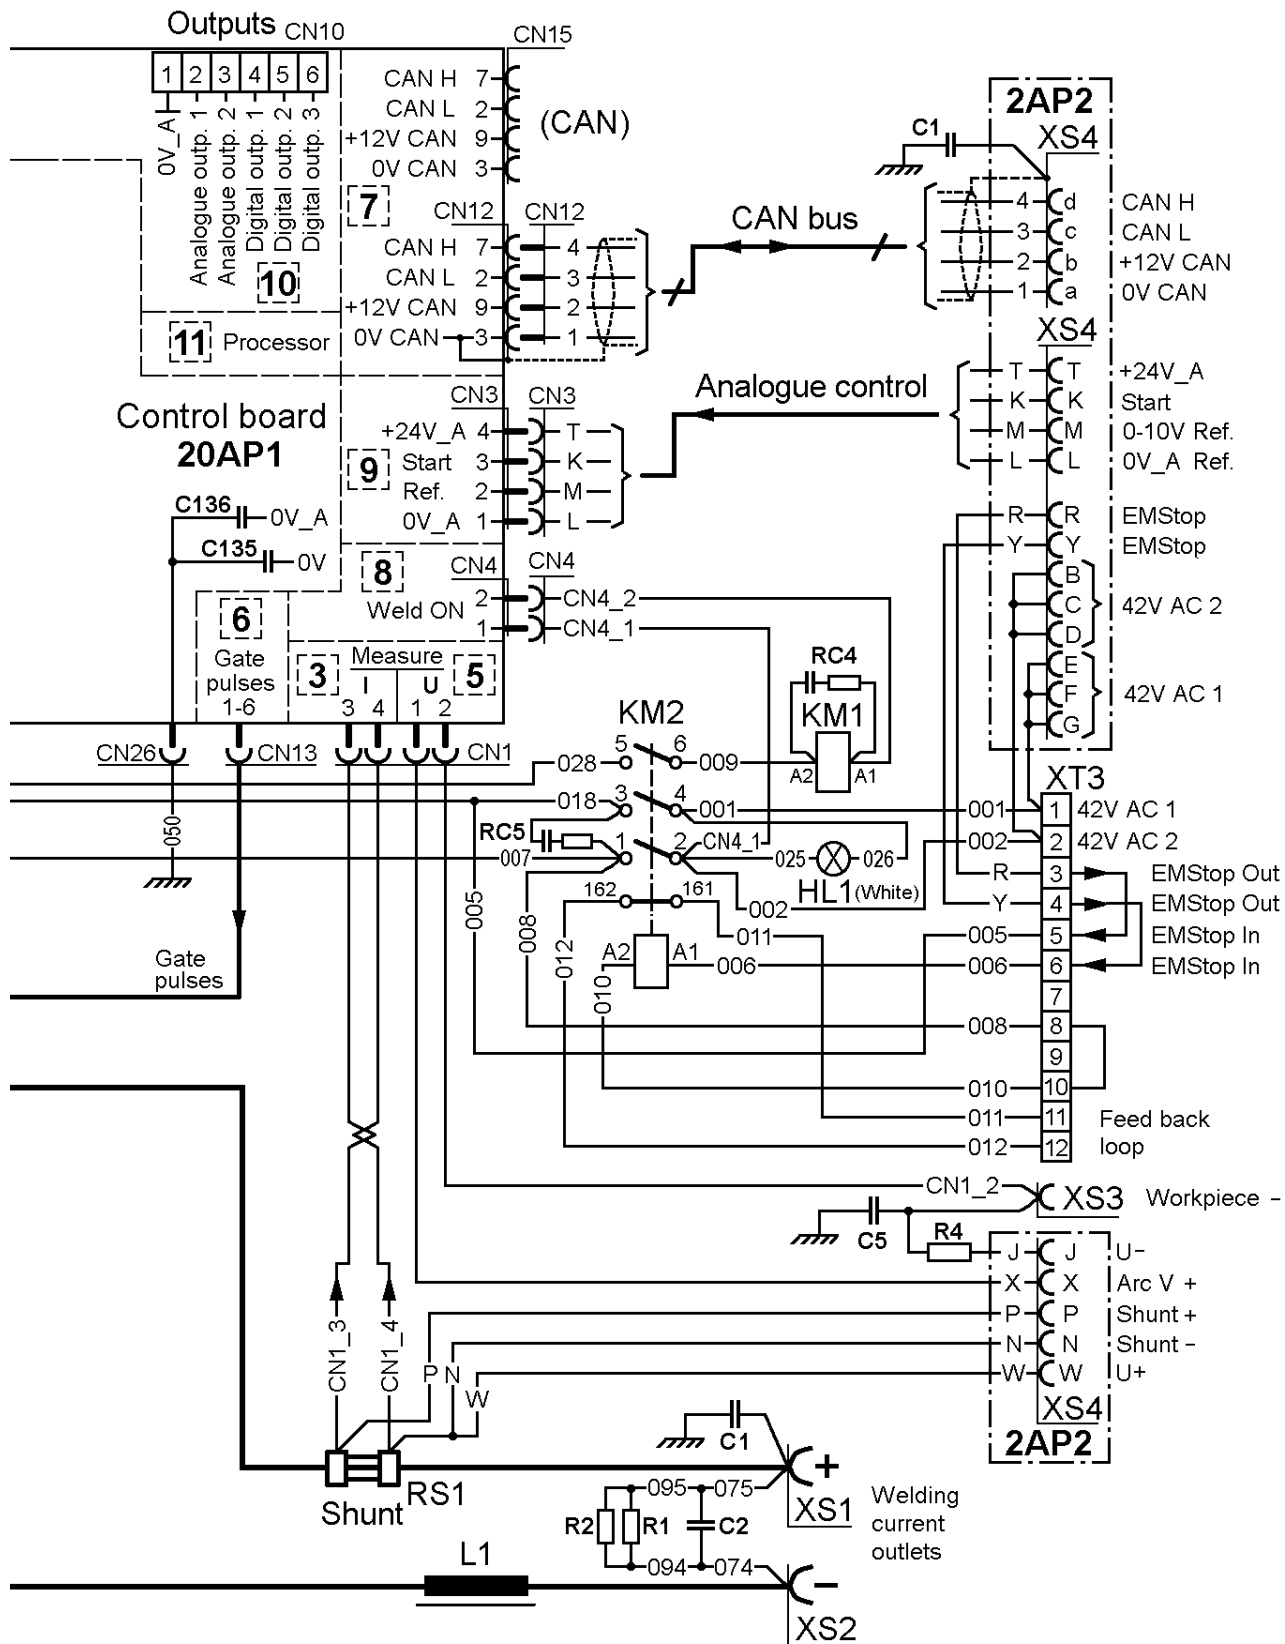 Outputs CN10
1 2 3 4 5 6
0V_A
Analogue outp. 1
Analogue outp. 2
Digital outp. 1
Digital outp. 2
Digital outp. 3
10
11 Processor
Control board
20AP1
CN15
CAN H 7
CAN L 2
+12V CAN 9
0V CAN 3
(CAN)
7
CN12 CN12
CAN H 7 4
CAN L 2 3
+12V CAN 9 2
0V CAN 3 1
CAN bus
C1
2AP2
XS4
4 d CAN H
3 c CAN L
2 b +12V CAN
1 a 0V CAN
XS4
T T +24V_A
K K Start
M M 0-10V Ref.
L L 0V_A Ref.
R R EMStop
Y Y EMStop
B
C 42V AC 2
D
E
F 42V AC 1
G
Analogue control
CN3 CN3
+24V_A 4 T
9 Start 3 K
Ref. 2 M
0V_A 1 L
C136 0V_A
C135 0V
8
CN4 CN4
Weld ON 2 CN4_2
1 CN4_1
6
Gate
pulses
1-6
3 Measure 5
I U
3 4 1 2
CN26 CN13 CN1
050
Gate
pulses
RC4
KM1
A2 A1
KM2
028 5 6 009
018 3 4 001
RC5
007 1 2 CN4_1
025 026
HL1 (White)
002
162 161
005
008
012
010
011
A2 A1 006
XT3
001 1 42V AC 1
002 2 42V AC 2
R 3 EMStop Out
Y 4 EMStop Out
005 5 EMStop In
006 6 EMStop In
7
008 8
9
010 10
011 11 Feed back
012 12 loop
CN1_2 XS3 Workpiece –
C5 R4
J J U–
X X Arc V +
P P Shunt +
N N Shunt –
W W U+
XS4
2AP2
CN1_3
CN1_4
P N
W
RS1
Shunt
C1
+
XS1
Welding
current
outlets
095 075
R2 R1 C2
094 074
L1
–
XS2